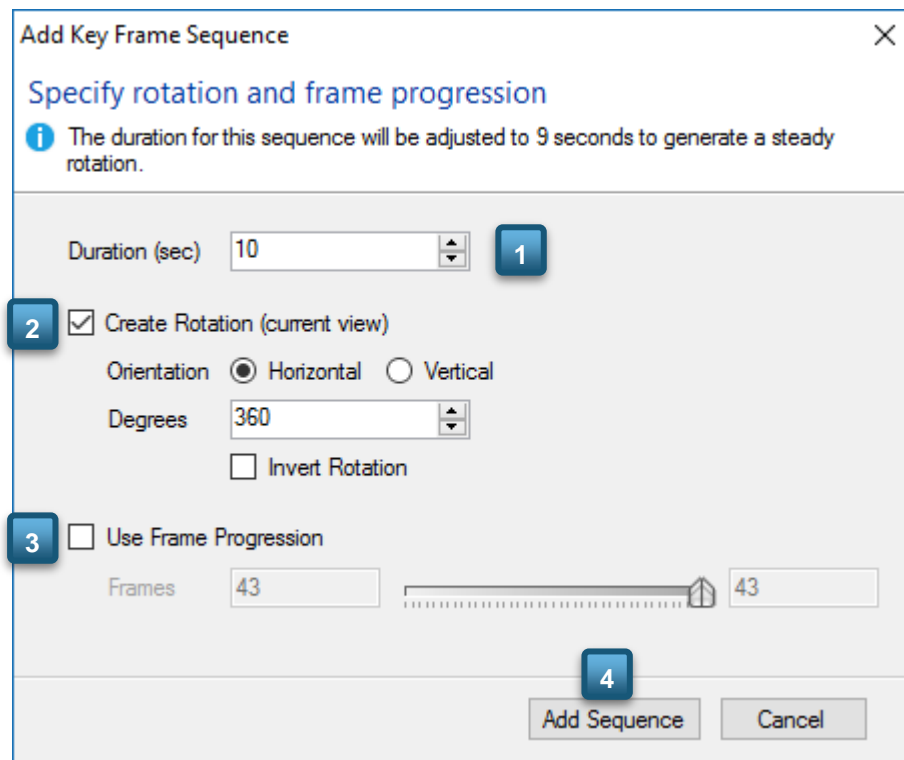 Add Key Frame Sequence
Specify rotation and frame progression
The duration for this sequence will be adjusted to 9 seconds to generate a steady
rotation.
Duration (sec) 10 1
2 Create Rotation (current view)
Orientation Horizontal Vertical
Degrees 360
Invert Rotation
3 Use Frame Progression
Frames 43 43
4
Add Sequence Cancel